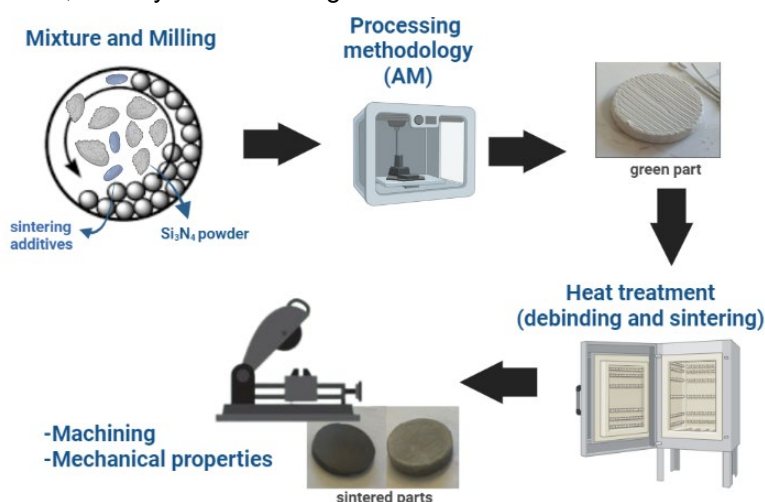 Mixture and Milling
Processing
methodology
(AM)
green part
sintering
additives
Si₃N₄ powder
Heat treatment
(debinding and sintering)
-Machining
-Mechanical properties
sintered parts